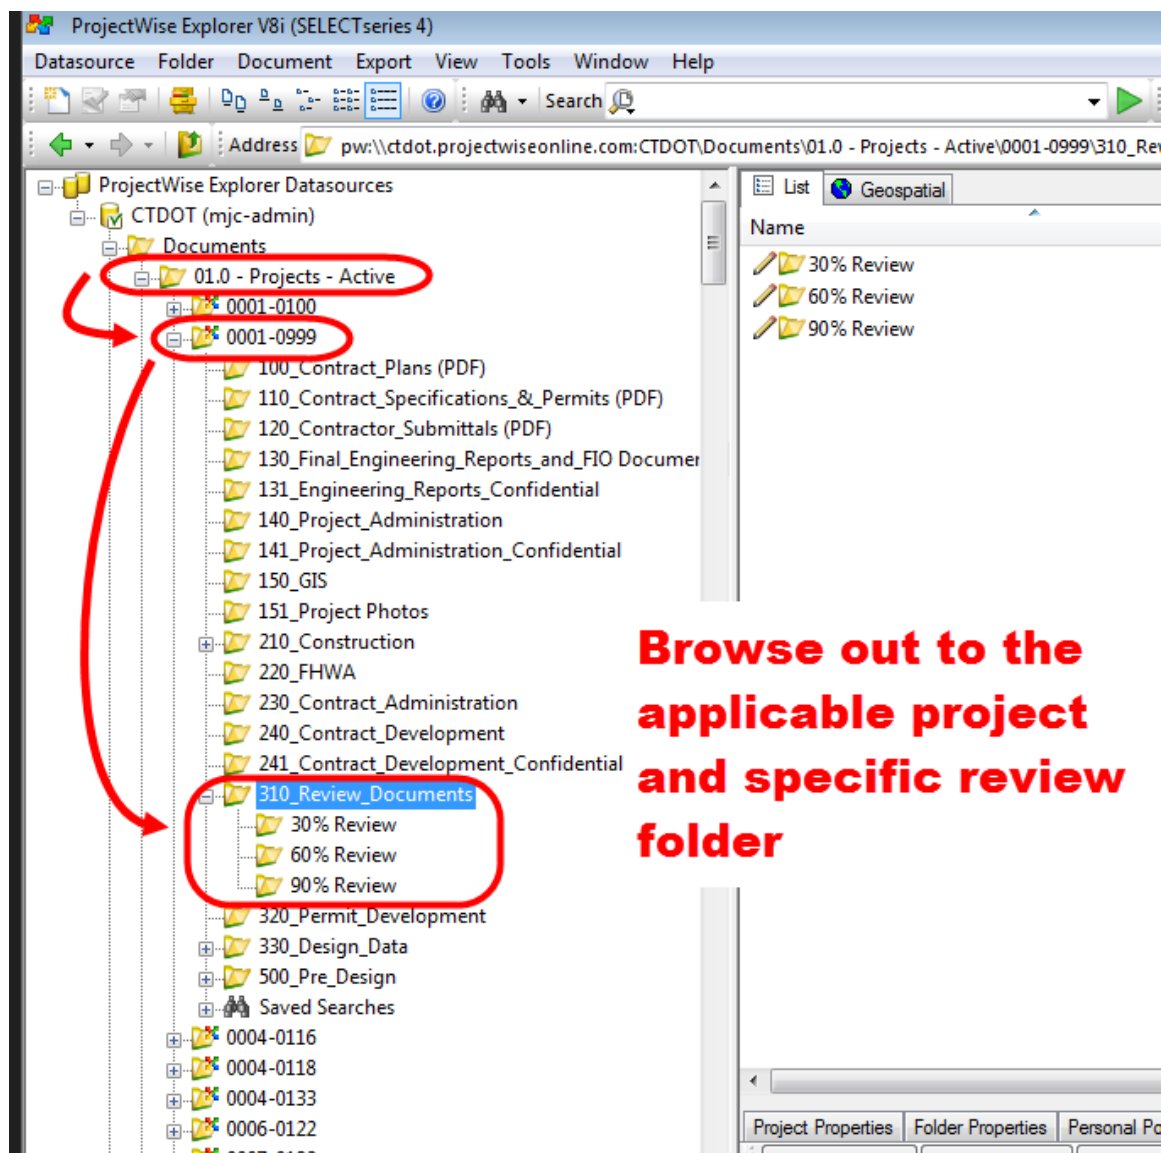 ProjectWise Explorer V8i (SELECTseries 4)
Datasource Folder Document Export View Tools Window Help
Search
Address pw:\\ctdot.projectwiseonline.com:CTDOT\Documents\01.0 - Projects - Active\0001-0999\310_Rev
ProjectWise Explorer Datasources
CTDOT (mjc-admin)
Documents
01.0 - Projects - Active
0001-0100
0001-0999
100_Contract_Plans (PDF)
110_Contract_Specifications_&_Permits (PDF)
120_Contractor_Submittals (PDF)
130_Final_Engineering_Reports_and_FIO Documen
131_Engineering_Reports_Confidential
140_Project_Administration
141_Project_Administration_Confidential
150_GIS
151_Project Photos
210_Construction
220_FHWA
230_Contract_Administration
240_Contract_Development
241_Contract_Development_Confidential
310_Review_Documents
30% Review
60% Review
90% Review
320_Permit_Development
330_Design_Data
500_Pre_Design
Saved Searches
0004-0116
0004-0118
0004-0133
0006-0122
List Geospatial
Name
30% Review
60% Review
90% Review
Browse out to the
applicable project
and specific review
folder
Project Properties Folder Properties Personal Po